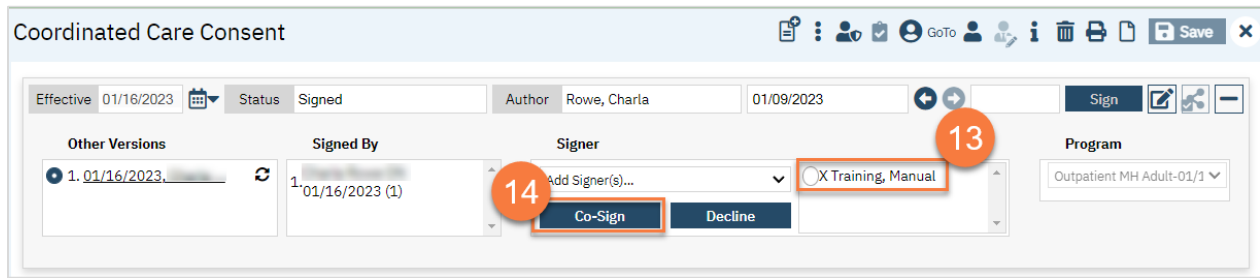 Coordinated Care Consent
GoTo
Save
Effective 01/16/2023 Status Signed Author Rowe, Charla 01/09/2023 Sign
13
Other Versions Signed By Signer Program
1. 01/16/2023,
1.
01/16/2023 (1)
14
Add Signer(s)...
X Training, Manual
Outpatient MH Adult-01/1
Co-Sign Decline